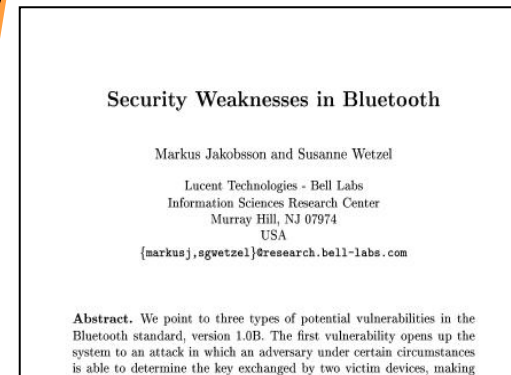 Security Weaknesses in Bluetooth
Markus Jakobsson and Susanne Wetzel
Lucent Technologies - Bell Labs
Information Sciences Research Center
Murray Hill, NJ 07974
USA
{markusj,sgwetzel}@research.bell-labs.com
Abstract. We point to three types of potential vulnerabilities in the
Bluetooth standard, version 1.0B. The first vulnerability opens up the
system to an attack in which an adversary under certain circumstances
is able to determine the key exchanged by two victim devices, making